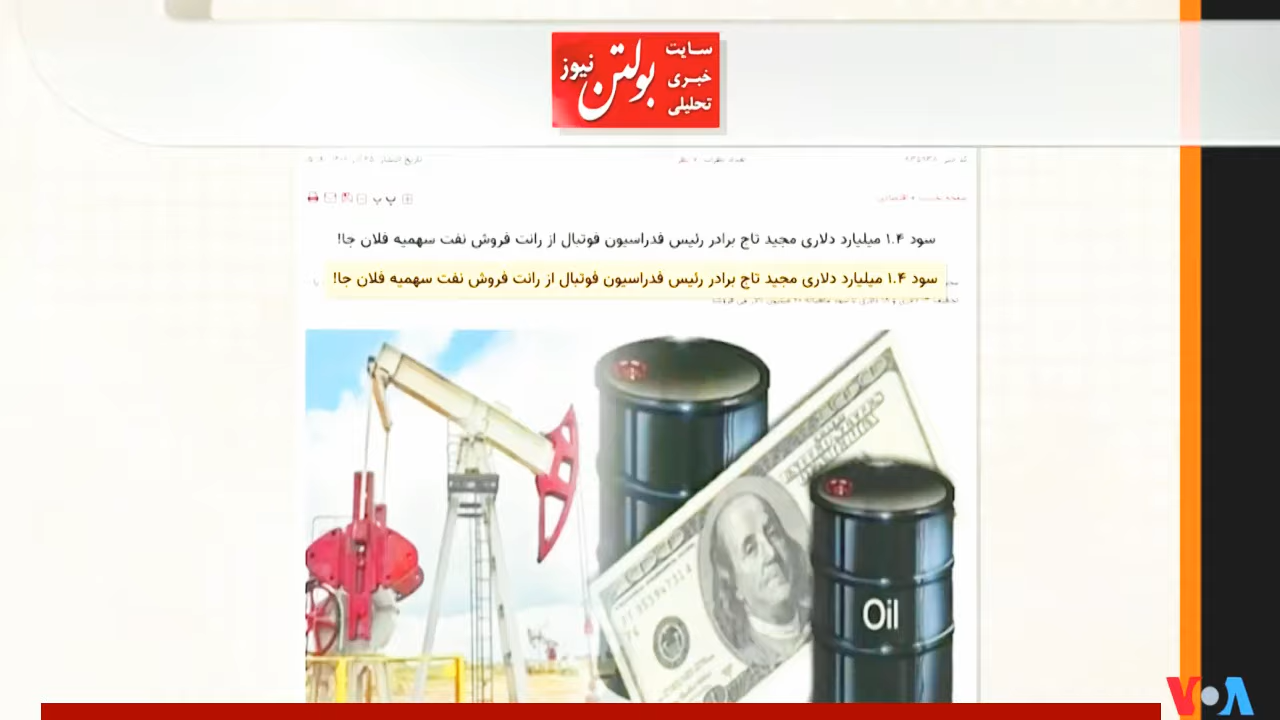 سایت
خبری
تحلیلی
بولتن نیوز
سود ۱.۴ میلیارد دلاری مجید تاج برادر رئیس فدراسیون فوتبال از رانت فروش نفت سهمیه فلان جا!
سود ۱.۴ میلیارد دلاری مجید تاج برادر رئیس فدراسیون فوتبال از رانت فروش نفت سهمیه فلان جا!
Oil
VOA